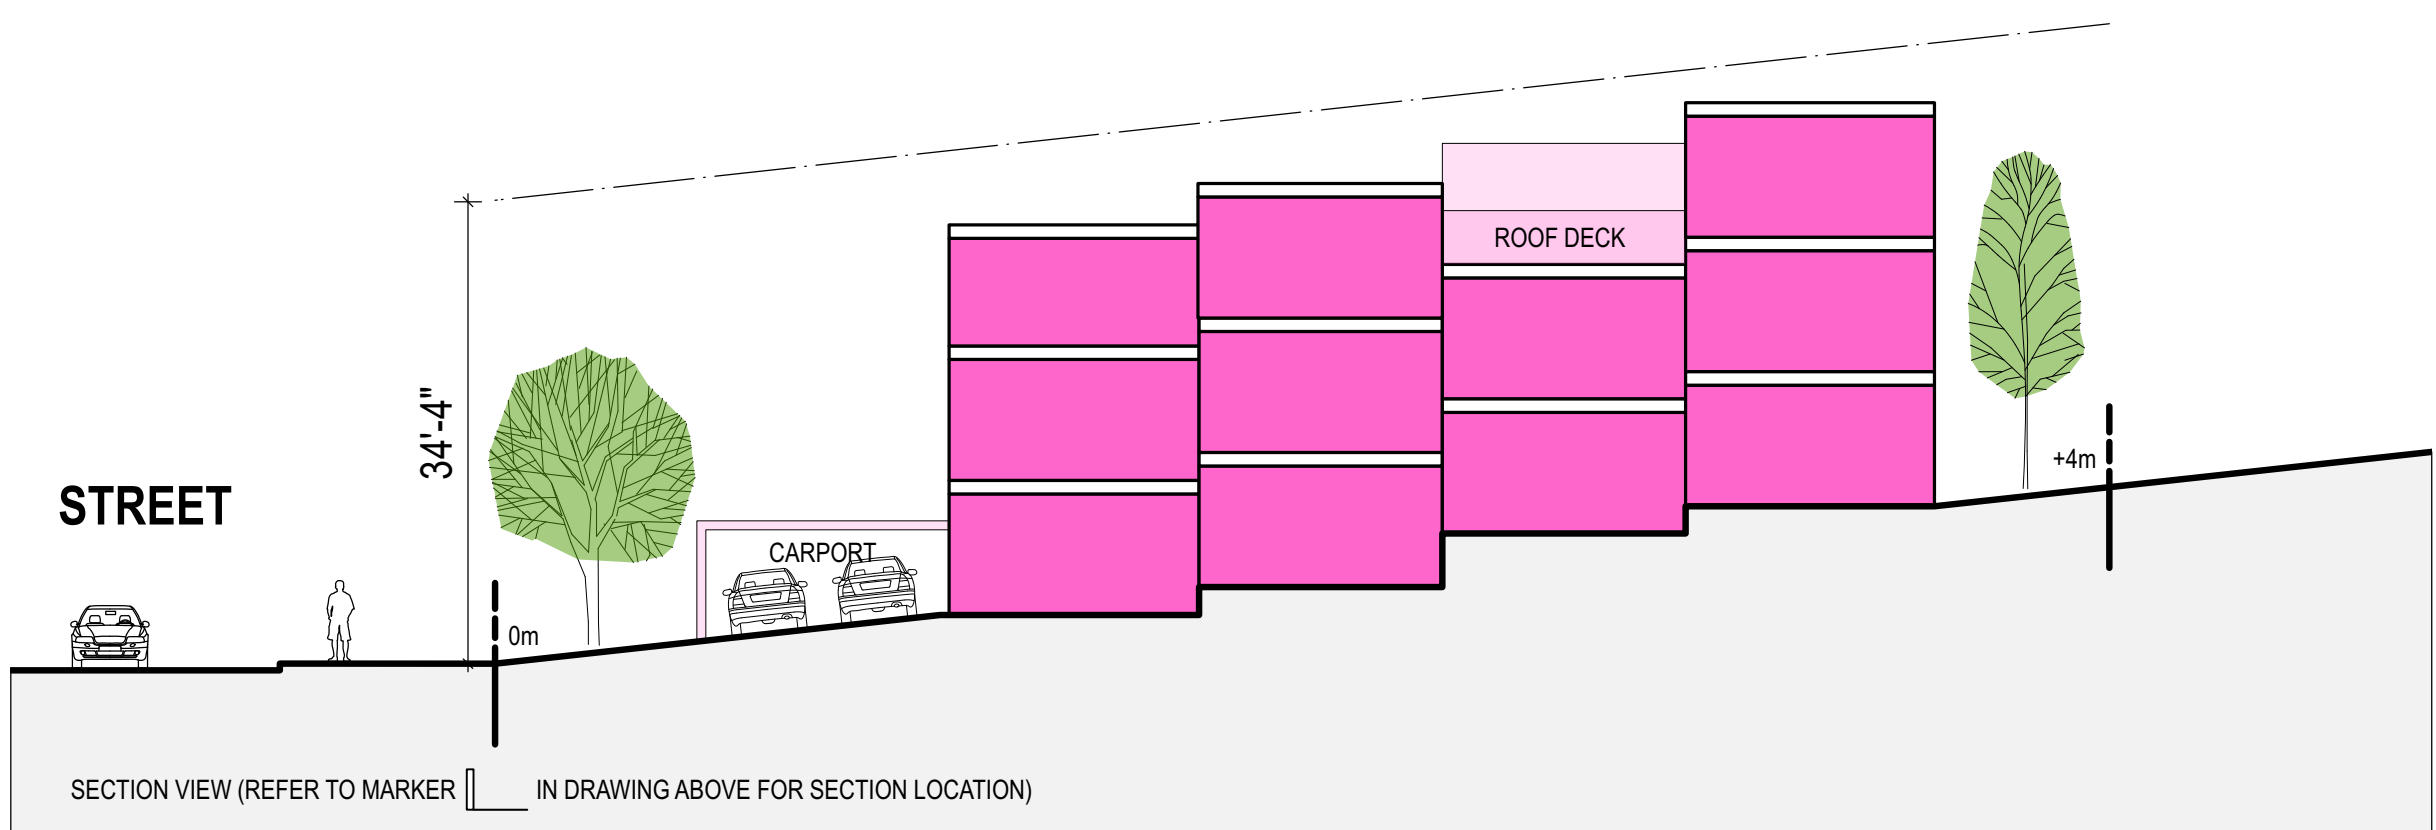 ROOF DECK
34'-4"
+4m
STREET
CARPORT
0m
SECTION VIEW (REFER TO MARKER IN DRAWING ABOVE FOR SECTION LOCATION)